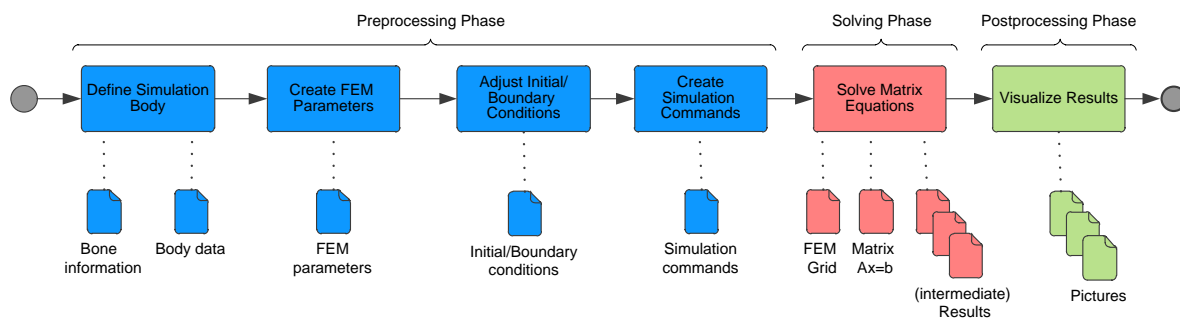 Preprocessing Phase
Solving Phase
Postprocessing Phase
Define Simulation
Body
Create FEM
Parameters
Adjust Initial/
Boundary
Conditions
Create
Simulation
Commands
Solve Matrix
Equations
Visualize Results
Bone
information
Body data
FEM
parameters
Initial/Boundary
conditions
Simulation
commands
FEM
Grid
Matrix
Ax=b
(intermediate)
Results
Pictures